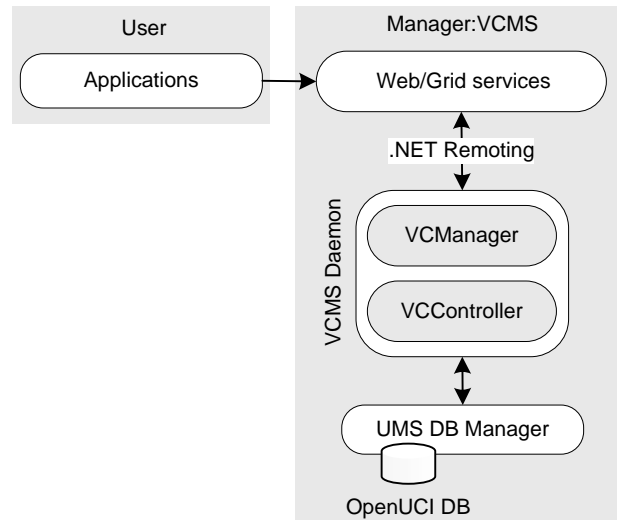 User
Applications
Manager:VCMS
Web/Grid services
.NET Remoting
VCMS Daemon
VCManager
VCController
UMS DB Manager
OpenUCI DB